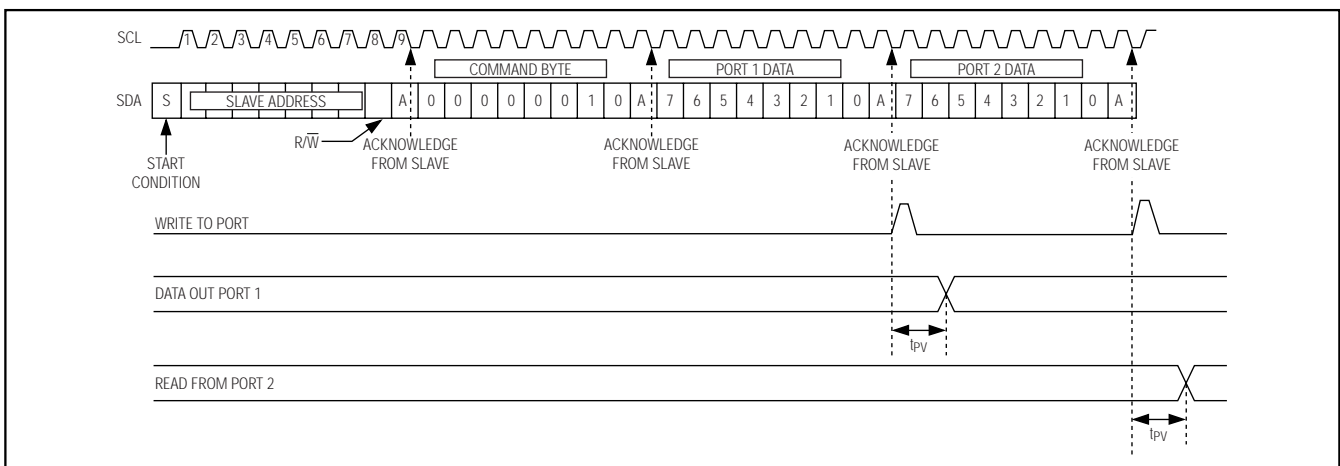 SCL 1 2 3 4 5 6 7 8 9
COMMAND BYTE PORT 1 DATA PORT 2 DATA
SDA S SLAVE ADDRESS A 0 0 0 0 0 0 1 0 A 7 6 5 4 3 2 1 0 A 7 6 5 4 3 2 1 0 A
R/W̅
START
CONDITION
ACKNOWLEDGE
FROM SLAVE
ACKNOWLEDGE
FROM SLAVE
ACKNOWLEDGE
FROM SLAVE
ACKNOWLEDGE
FROM SLAVE
WRITE TO PORT
DATA OUT PORT 1
tPV
READ FROM PORT 2
tPV